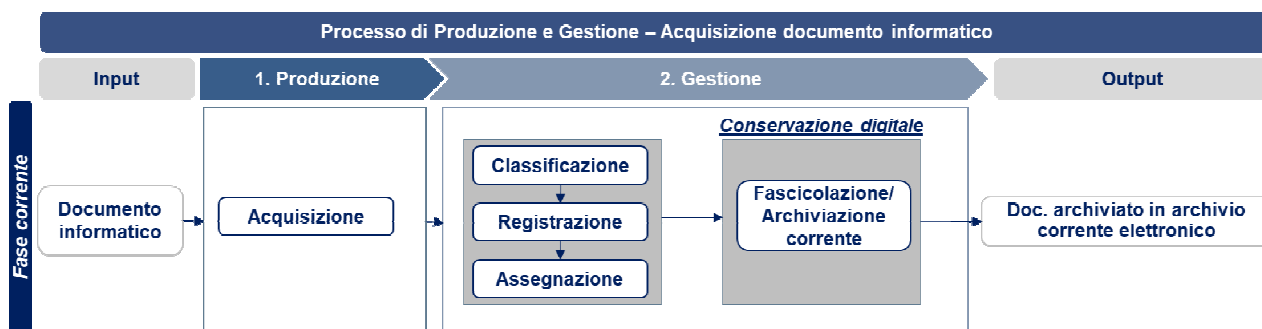 Processo di Produzione e Gestione – Acquisizione documento informatico
Input
1. Produzione
2. Gestione
Output
Fase corrente
Documento
informatico
Acquisizione
Classificazione
Registrazione
Assegnazione
Conservazione digitale
Fascicolazione/
Archiviazione
corrente
Doc. archiviato in archivio
corrente elettronico